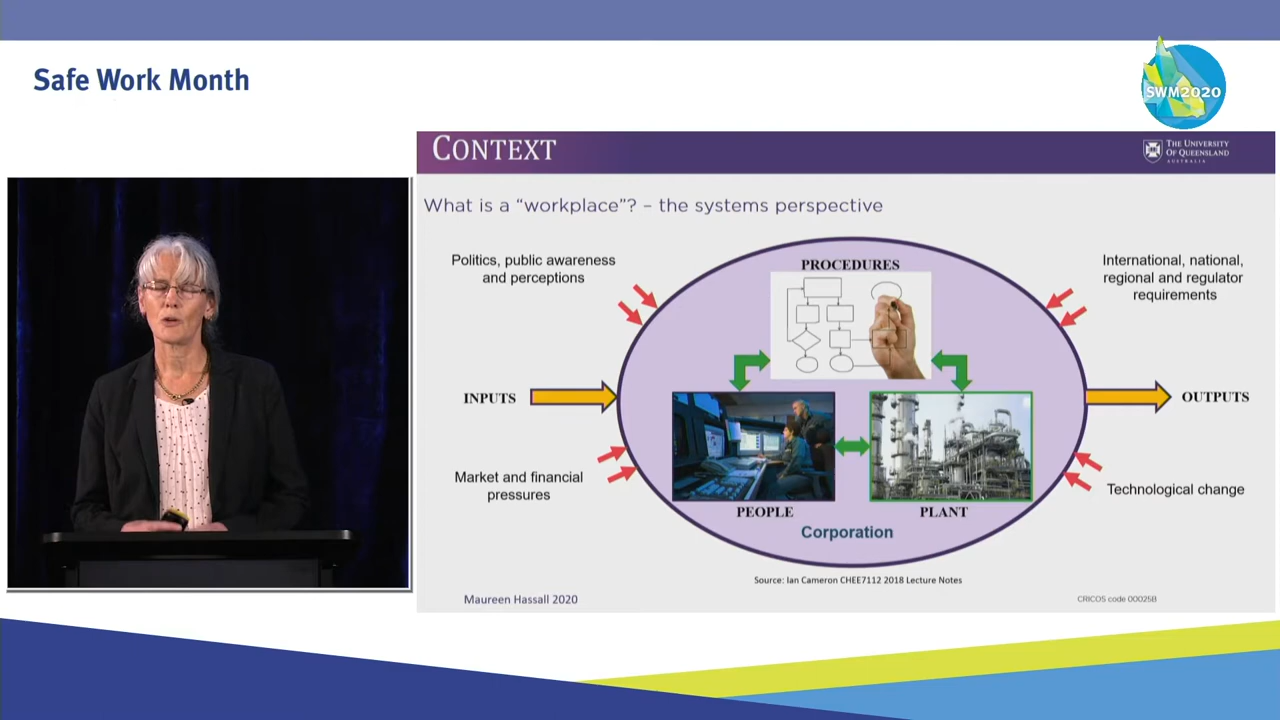 Safe Work Month
SWM2020
CONTEXT
THE UNIVERSITY
OF QUEENSLAND
AUSTRALIA
What is a “workplace”? – the systems perspective
Politics, public awareness
and perceptions
PROCEDURES
International, national,
regional and regulator
requirements
INPUTS
OUTPUTS
Market and financial
pressures
PEOPLE
PLANT
Technological change
Corporation
Source: Ian Cameron CHEE7112 2018 Lecture Notes
Maureen Hassall 2020
CRICOS code 00025B